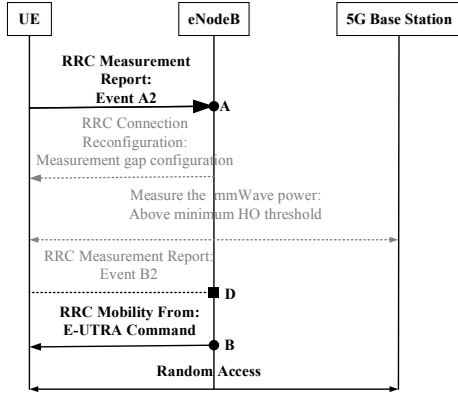 UE
eNodeB
5G Base Station
RRC Measurement
Report:
Event A2
A
RRC Connection
Reconfiguration:
Measurement gap configuration
Measure the mmWave power:
Above minimum HO threshold
RRC Measurement Report:
Event B2
D
RRC Mobility From:
E-UTRA Command
B
Random Access